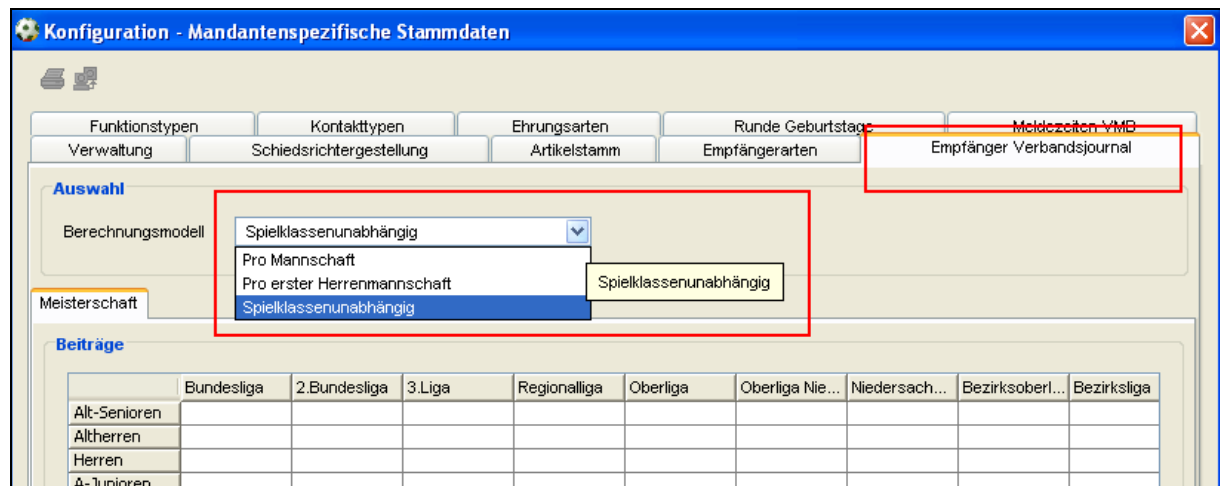 Konfiguration - Mandantenspezifische Stammdaten
Funktionstypen Kontakttypen Ehrungsarten Runde Geburtstage Meldezeiten VMB
Verwaltung Schiedsrichtergestellung Artikelstamm Empfängerarten Empfänger Verbandsjournal
Auswahl
Berechnungsmodell Spielklassenunabhängig
Pro Mannschaft
Pro erster Herrenmannschaft
Spielklassenunabhängig
Spielklassenunabhängig
Meisterschaft
Beiträge
Bundesliga 2.Bundesliga 3.Liga Regionalliga Oberliga Oberliga Nie... Niedersach... Bezirksoberl... Bezirksliga
Alt-Senioren
Altherren
Herren
A-Junioren